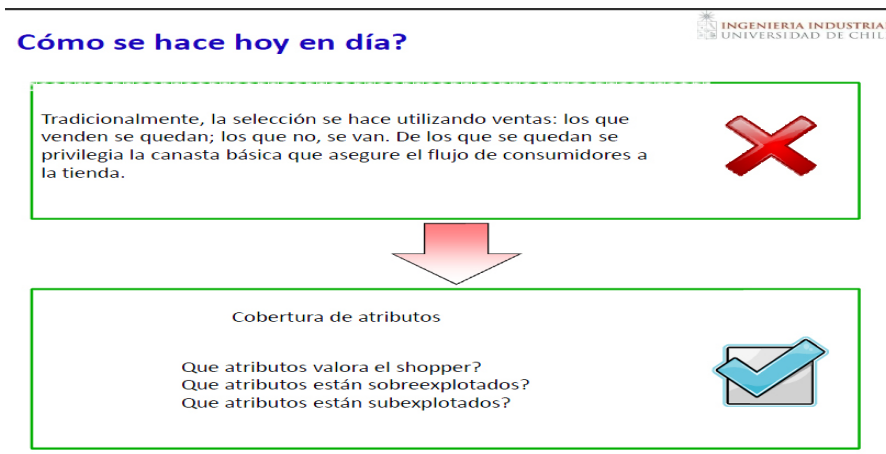 INGENIERIA INDUSTRIA
UNIVERSIDAD DE CHIL
Cómo se hace hoy en día?
Tradicionalmente, la selección se hace utilizando ventas: los que
venden se quedan; los que no, se van. De los que se quedan se
privilegia la canasta básica que asegure el flujo de consumidores a
la tienda.
Cobertura de atributos
Que atributos valora el shopper?
Que atributos están sobreexplotados?
Que atributos están subexplotados?